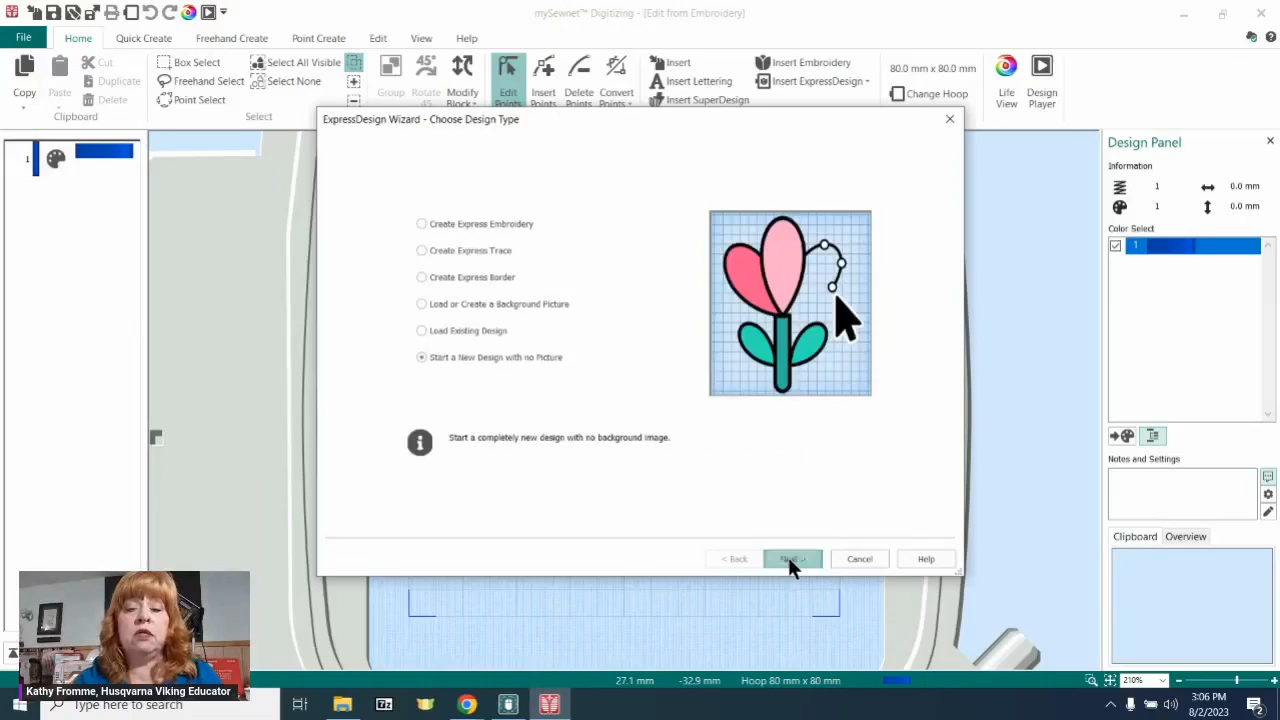 mySewnet™ Digitizing - [Edit from Embroidery]
File Home Quick Create Freehand Create Point Create Edit View Help
Copy
Paste
Cut
Duplicate
Delete
Clipboard
Box Select
Freehand Select
Point Select
Select All Visible
Select None
Select
Group
Rotate 45
Modify Block
Edit Points
Insert Points
Delete Points
Convert Points
Insert
Insert Lettering
Insert SuperDesign
Insert Embroidery
Insert ExpressDesign
80.0 mm x 80.0 mm
Change Hoop
Life View
Design Player
1
ExpressDesign Wizard - Choose Design Type
Create Express Embroidery
Create Express Trace
Create Express Border
Load or Create a Background Picture
Load Existing Design
Start a New Design with no Picture
Start a completely new design with no background image.
< Back
Cancel
Help
Design Panel
Information
1 0.0 mm
1 0.0 mm
Color Select
1
Notes and Settings
Clipboard Overview
Kathy Fromme, Husqvarna Viking Educator
27.1 mm -32.9 mm Hoop 80 mm x 80 mm
210%
Type here to search
3:06 PM
8/2/2023